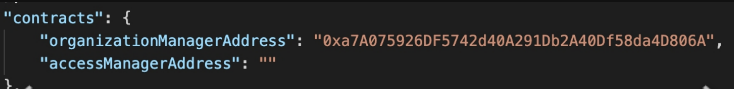 "contracts": {
"organizationManagerAddress": "0xa7A075926DF5742d40A291Db2A40Df58da4D806A",
"accessManagerAddress": ""
},